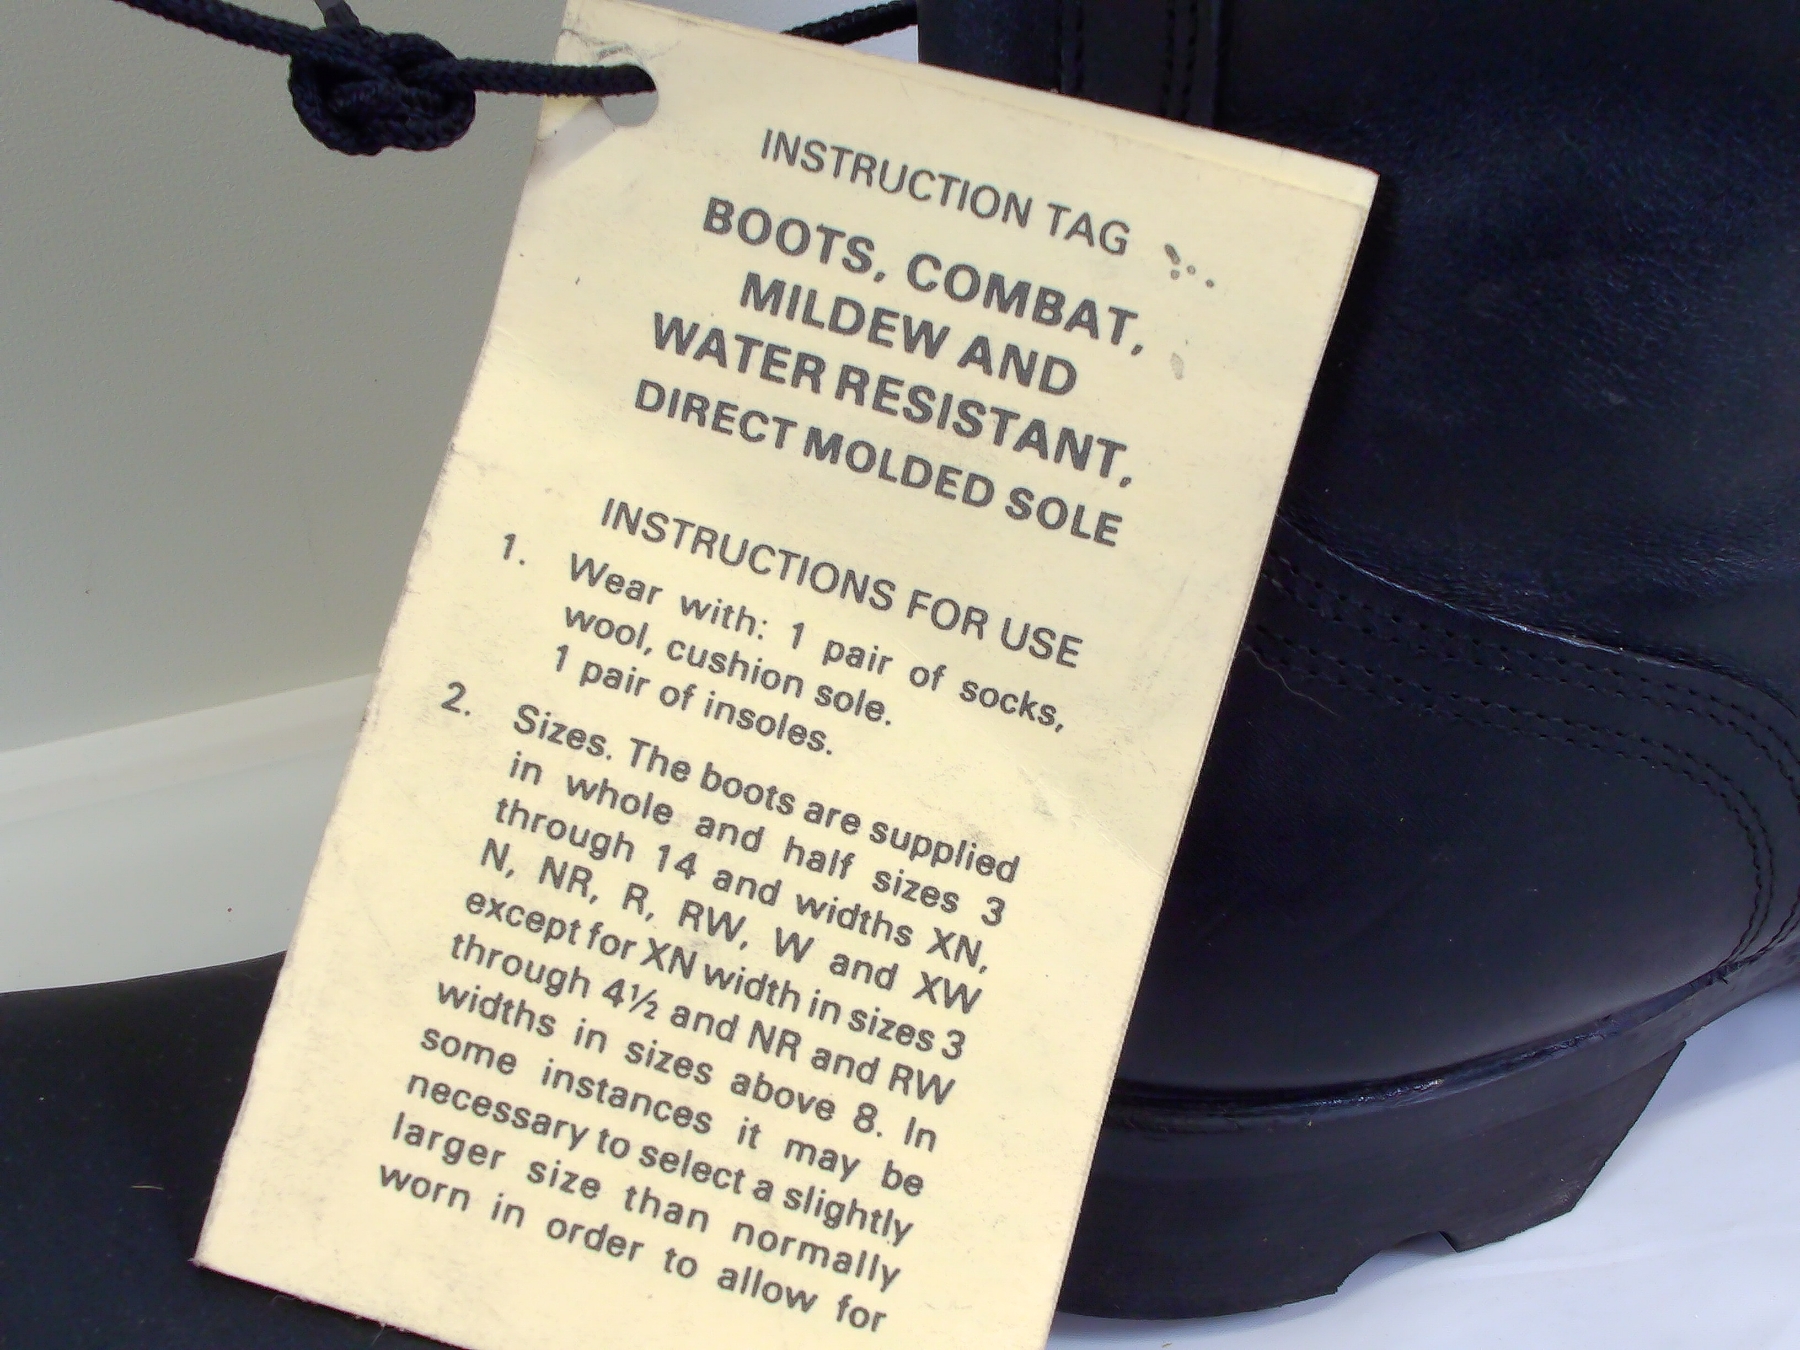 INSTRUCTION TAG
BOOTS, COMBAT,
MILDEW AND
WATER RESISTANT,
DIRECT MOLDED SOLE
INSTRUCTIONS FOR USE
1. Wear with: 1 pair of socks,
wool, cushion sole.
1 pair of insoles.
2. Sizes. The boots are supplied
in whole and half sizes 3
through 14 and widths XN,
N, NR, R, RW, W and XW
except for XN width in sizes 3
through 4½ and NR and RW
widths in sizes above 8. In
some instances it may be
necessary to select a slightly
larger size than normally
worn in order to allow for